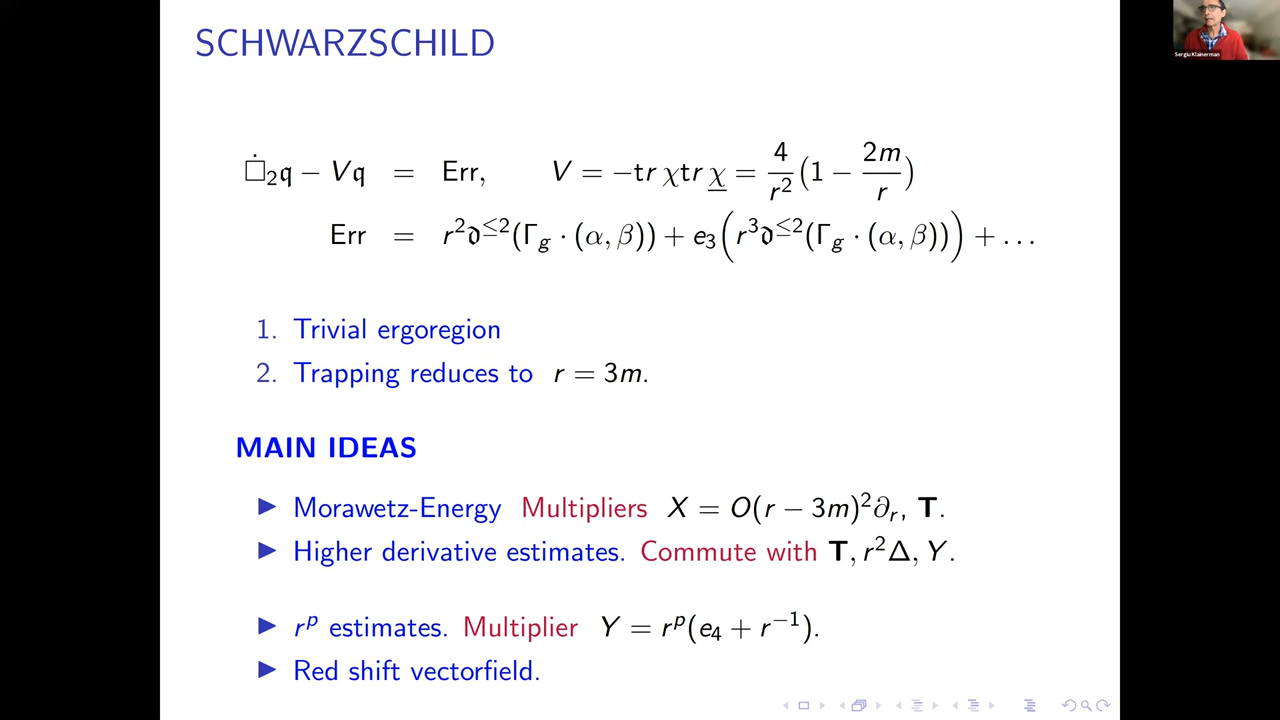 SCHWARZSCHILD
Sergiu Klainerman
□̇₂𝔮 − V𝔮 = Err, V = −tr χ tr χ̲ = 4/r² (1 − 2m/r)
Err = r²𝔡^{≤2}(Γ_g · (α, β)) + e₃(r³𝔡^{≤2}(Γ_g · (α, β))) + …
1. Trivial ergoregion
2. Trapping reduces to r = 3m.
MAIN IDEAS
▶ Morawetz-Energy Multipliers X = O(r − 3m)²∂_r, T.
▶ Higher derivative estimates. Commute with T, r²Δ, Y.
▶ r^p estimates. Multiplier Y = r^p(e₄ + r^{−1}).
▶ Red shift vectorfield.